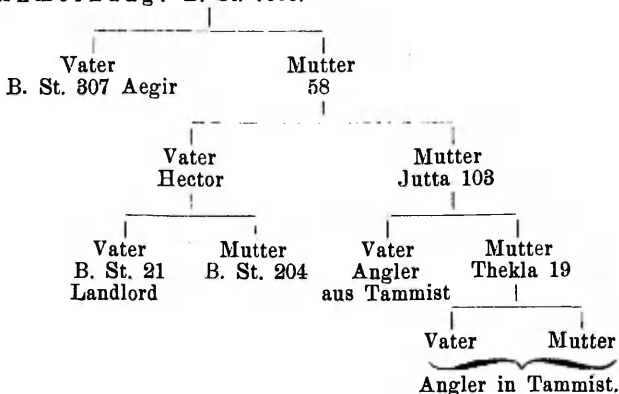 Vater Mutter
B. St. 307 Aegir 58
Vater Mutter
Hector Jutta 103
Vater Mutter Vater Mutter
B. St. 21 B. St. 204 Angler Thekla 19
Landlord aus Tammist
Vater Mutter
Angler in Tammist.